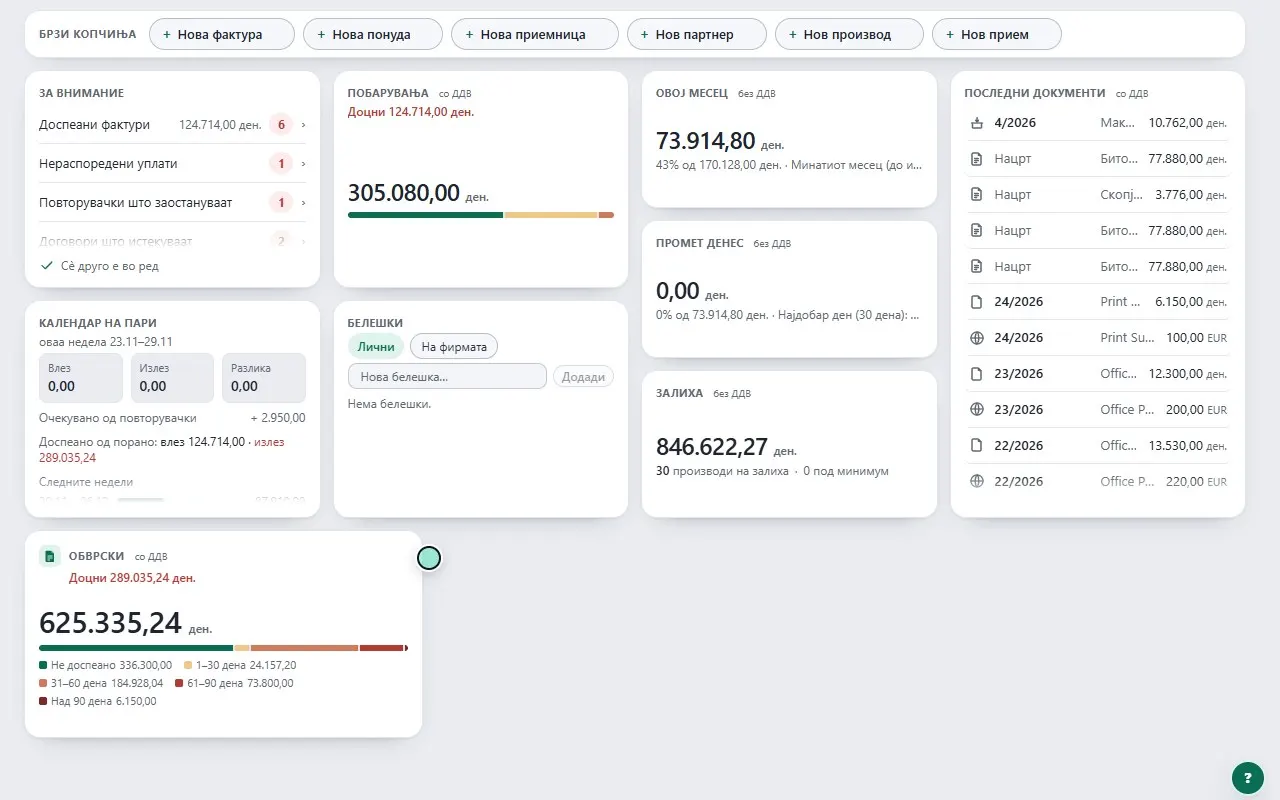 БРЗИ КОПЧИЊА
+ Нова фактура
+ Нова понуда
+ Нова приемница
+ Нов партнер
+ Нов производ
+ Нов прием
ЗА ВНИМАНИЕ
Доспеани фактури 124.714,00 ден. 6 ›
Нераспоредени уплати 1 ›
Повторувачки што заостануваат 1 ›
Договори што истекуваат 2 ›
Сè друго е во ред
ПОБАРУВАЊА со ДДВ
Доцни 124.714,00 ден.
305.080,00 ден.
ОВОЈ МЕСЕЦ без ДДВ
73.914,80 ден.
43% од 170.128,00 ден. · Минатиот месец (до и...
ПРОМЕТ ДЕНЕС без ДДВ
0,00 ден.
0% од 73.914,80 ден. · Најдобар ден (30 дена): ...
ЗАЛИХА без ДДВ
846.622,27 ден.
30 производи на залиха · 0 под минимум
ПОСЛЕДНИ ДОКУМЕНТИ со ДДВ
4/2026 Мак... 10.762,00 ден.
Нацрт Бито... 77.880,00 ден.
Нацрт Скопј... 3.776,00 ден.
Нацрт Бито... 77.880,00 ден.
Нацрт Бито... 77.880,00 ден.
24/2026 Print ... 6.150,00 ден.
24/2026 Print Su... 100,00 EUR
23/2026 Offic... 12.300,00 ден.
23/2026 Office P... 200,00 EUR
22/2026 Offic... 13.530,00 ден.
22/2026 Office P... 220,00 EUR
КАЛЕНДАР НА ПАРИ
оваа недела 23.11–29.11
Влез
0,00
Излез
0,00
Разлика
0,00
Очекувано од повторувачки + 2.950,00
Доспеано од порано: влез 124.714,00 · излез
289.035,24
Следните недели
БЕЛЕШКИ
Лични
На фирмата
Нова белешка...
Додади
Нема белешки.
ОБВРСКИ со ДДВ
Доцни 289.035,24 ден.
625.335,24 ден.
Не доспеано 336.300,00 1–30 дена 24.157,20
31–60 дена 184.928,04 61–90 дена 73.800,00
Над 90 дена 6.150,00
?